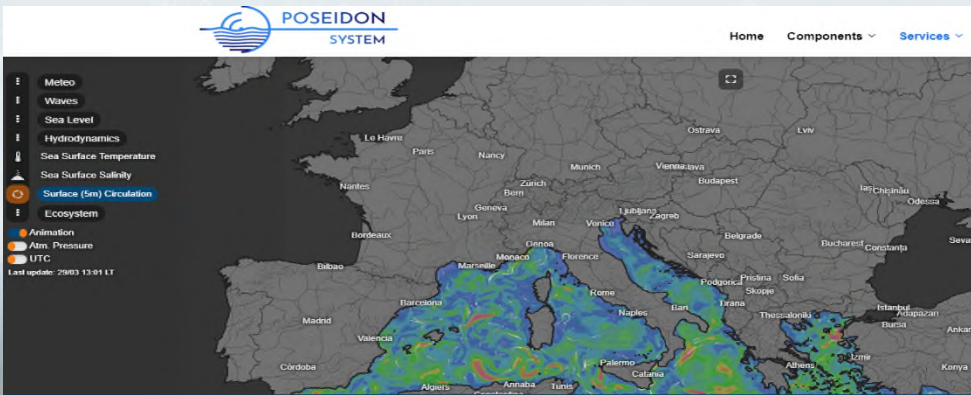 POSEIDON
SYSTEM
Home Components Services
Meteo
Waves
Sea Level
Hydrodynamics
Sea Surface Temperature
Sea Surface Salinity
Surface (5m) Circulation
Ecosystem
Animation
Atm. Pressure
UTC
Last update: 29/03 13:01 LT
Le Havre
Paris
Nancy
Nantes
Munich
Vienna
Ostrava
Lviv
Budapest
Chișinău
Odessa
Zürich
Bern
Geneva
Lyon
Milan
Venice
Ljubljana
Zagreb
Bordeaux
Genoa
Belgrade
Bucharest
Constanța
Seva
Bilbao
Marseille
Monaco
Florence
Sarajevo
Podgorica
Pristina
Sofia
Skopje
Barcelona
Rome
Bari
Tirana
Madrid
Naples
Thessaloniki
Istanbul
Adapazarı
Bursa
Ankar
Valencia
Córdoba
Palermo
Catania
Athens
Izmir
Konya
Algiers
Annaba
Tunis